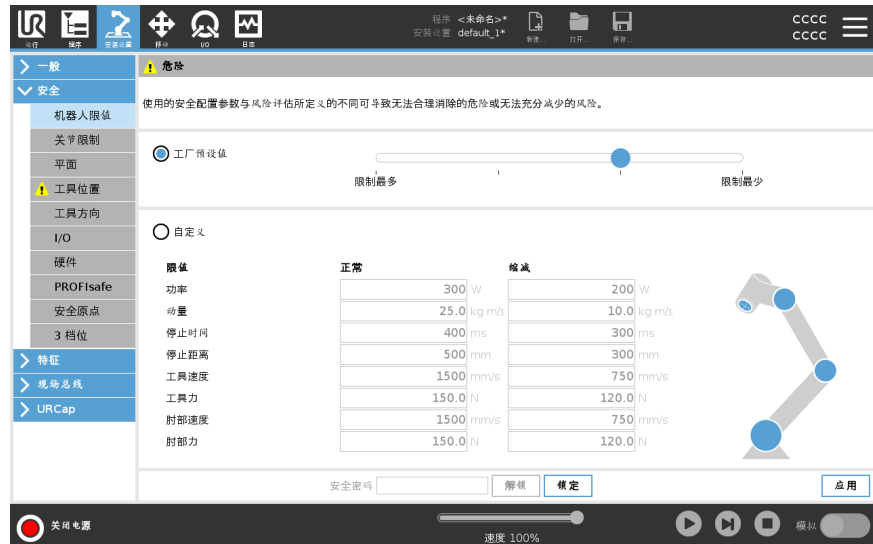 UR
运行
程序
安装设置
移动
I/O
日志
程序 <未命名>*
安装设置 default_1*
新建...
打开...
保存...
cccc
cccc
一般
安全
机器人限值
关节限制
平面
工具位置
工具方向
I/O
硬件
PROFIsafe
安全原点
3 档位
特征
现场总线
URCap
危险
使用的安全配置参数与风险评估所定义的不同可导致无法合理消除的危险或无法充分减少的风险。
工厂预设值
限制最多 限制最少
自定义
限值 正常 缩减
功率 300 W 200 W
动量 25.0 kg m/s 10.0 kg m/s
停止时间 400 ms 300 ms
停止距离 500 mm 300 mm
工具速度 1500 mm/s 750 mm/s
工具力 150.0 N 120.0 N
肘部速度 1500 mm/s 750 mm/s
肘部力 150.0 N 120.0 N
安全密码 解锁 锁定 应用
关闭电源
速度 100%
模拟